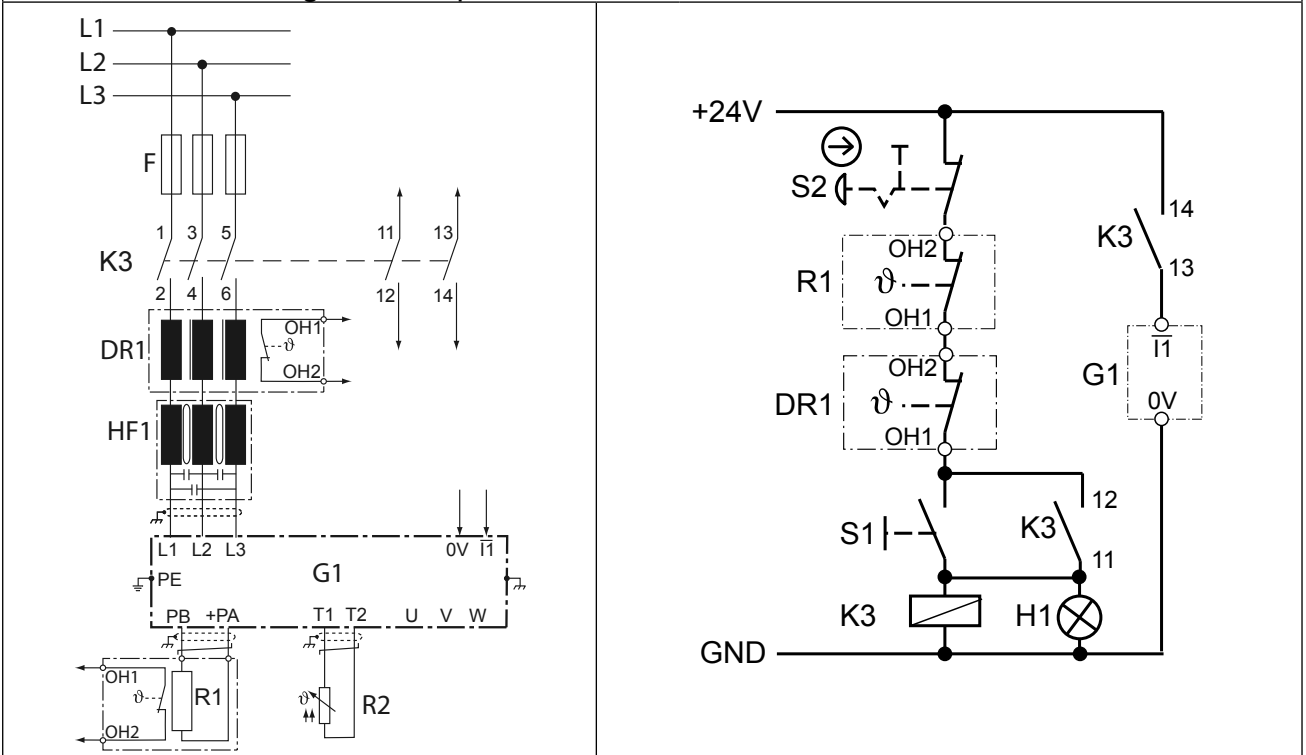 L1
L2
L3
F
1 3 5 11 13
K3
2 4 6 12 14
OH1
DR1 ϑ
OH2
HF1
L1 L2 L3 0V I1
G1
PE
PB +PA T1 T2 U V W
OH1
ϑ R1 ϑ R2
OH2
+24V
S2
14
K3
13
OH2
R1 ϑ
OH1
I1
G1
0V
OH2
DR1 ϑ
OH1
12
S1 K3
11
K3 H1
GND